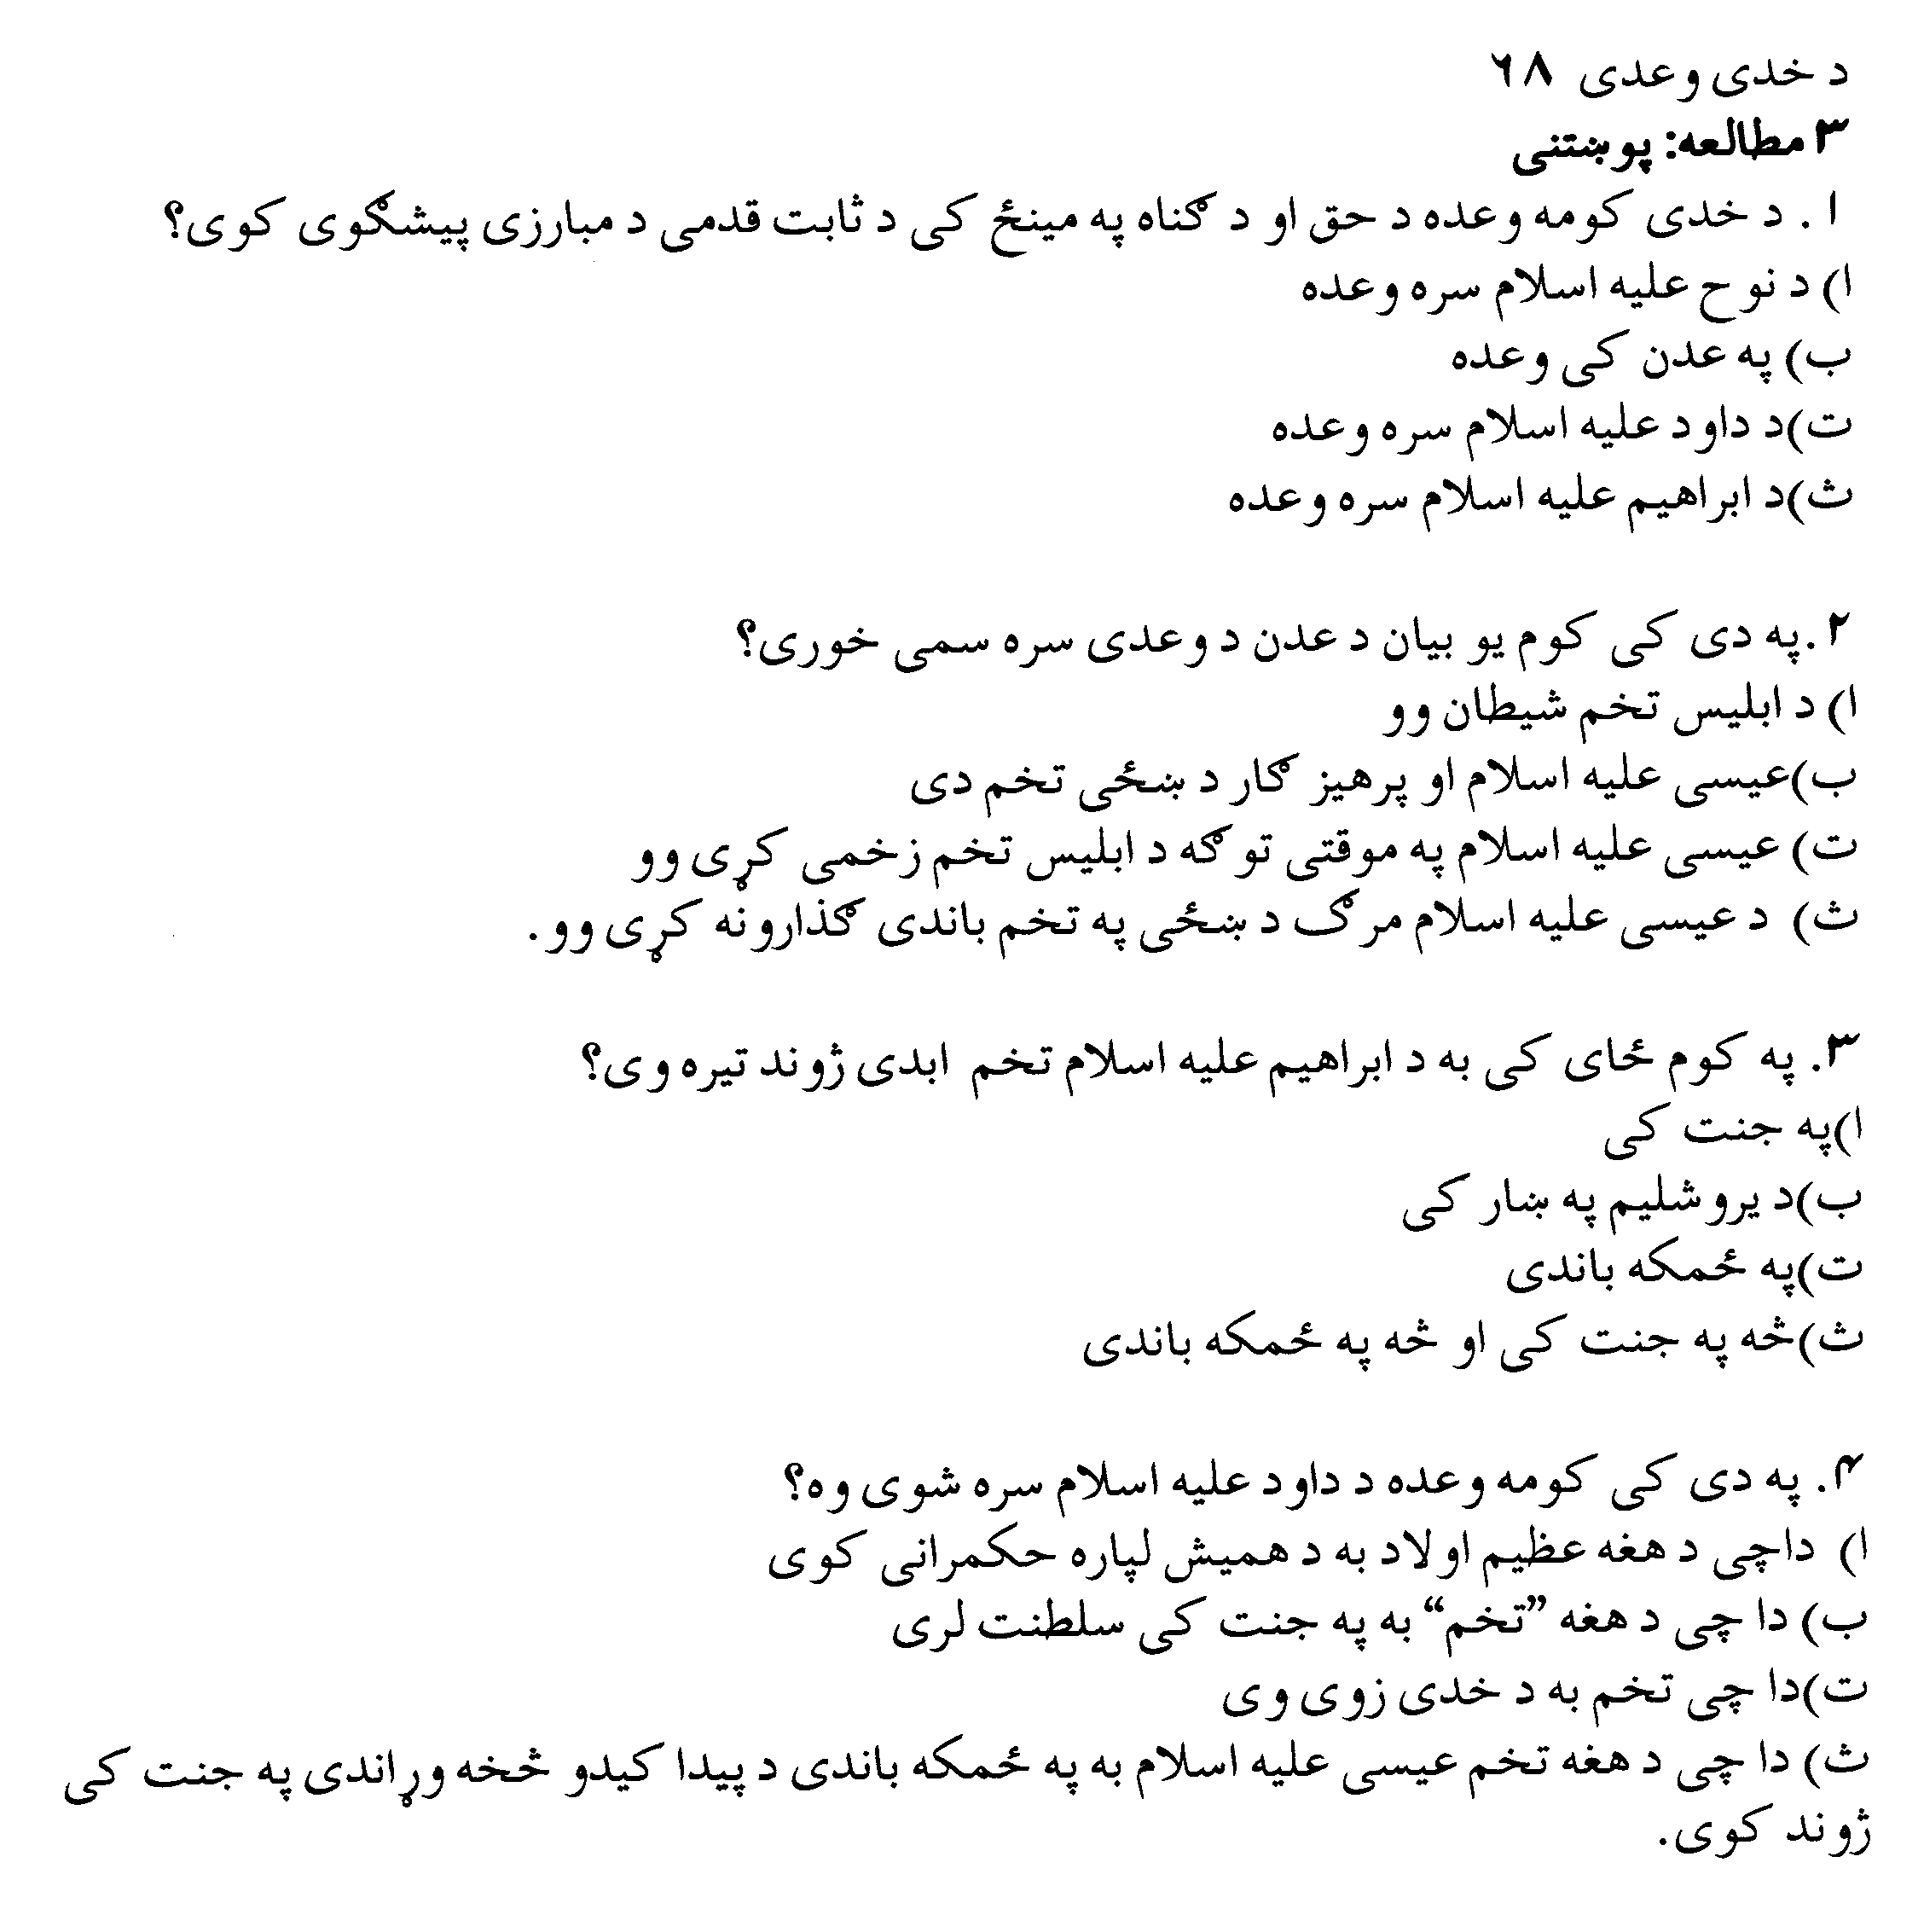 د خدی وعدی ۶۸
۳ مطالعه: پوښتنی
۱. د خدی کومه وعده د حق او د ګناه په مینځ کی د ثابت قدمی د مبارزی پیشګوی کوی؟
ا) د نوح علیه اسلام سره وعده
ب) په عدن کی وعده
ت)د داود علیه اسلام سره وعده
ث)د ابراهیم علیه اسلام سره وعده
۲.په دی کی کوم یو بیان د عدن د وعدی سره سمی خوری؟
ا) د ابلیس تخم شیطان وو
ب)عیسی علیه اسلام او پرهیز ګار د ښځی تخم دی
ت) عیسی علیه اسلام په موقتی توګه د ابلیس تخم زخمی کړی وو
ث) د عیسی علیه اسلام مرګ د ښځی په تخم باندی ګذارونه کړی وو.
۳. په کوم ځای کی به د ابراهیم علیه اسلام تخم ابدی ژوند تیره وی؟
ا)په جنت کی
ب)د یروشلیم په ښار کی
ت)په ځمکه باندی
ث)څه په جنت کی او څه په ځمکه باندی
۴. په دی کی کومه وعده د داود علیه اسلام سره شوی وه؟
ا) داچی د هغه عظیم اولاد به د همیش لپاره حکمرانی کوی
ب) دا چی د هغه ”تخم“ به په جنت کی سلطنت لری
ت)دا چی تخم به د خدی زوی وی
ث) دا چی د هغه تخم عیسی علیه اسلام به په ځمکه باندی د پیدا کیدو څخه وړاندی په جنت کی
ژوند کوی.